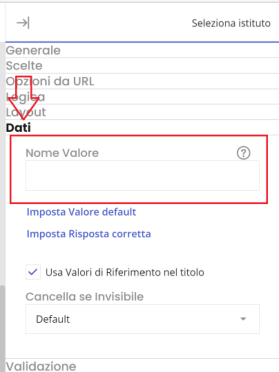 Seleziona istituto
Generale
Scelte
Opzioni da URL
Logica
Layout
Dati
Nome Valore
Imposta Valore default
Imposta Risposta corretta
Usa Valori di Riferimento nel titolo
Cancella se Invisibile
Default
Validazione